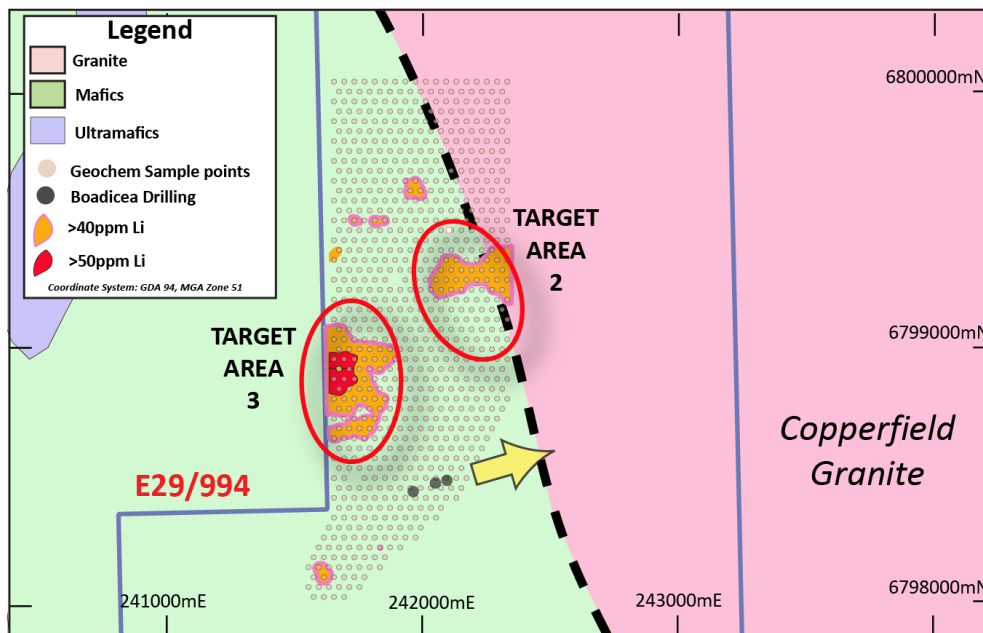 Legend
Granite
Mafics
Ultramafics
Geochem Sample points
Boadicea Drilling
>40ppm Li
>50ppm Li
Coordinate System: GDA 94, MGA Zone 51
6800000mN
TARGET
AREA
2
TARGET
AREA
3
6799000mN
Copperfield
Granite
E29/994
6798000mN
241000mE
242000mE
243000mE